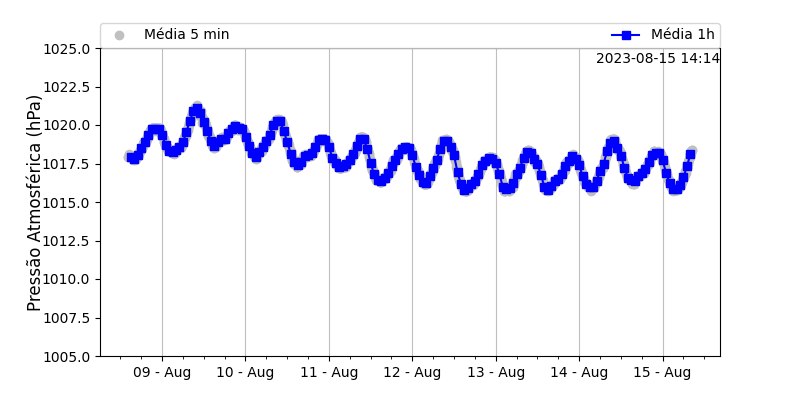 Média 5 min
Média 1h
2023-08-15 14:14
Pressão Atmosférica (hPa)
1025.0
1022.5
1020.0
1017.5
1015.0
1012.5
1010.0
1007.5
1005.0
09 - Aug
10 - Aug
11 - Aug
12 - Aug
13 - Aug
14 - Aug
15 - Aug